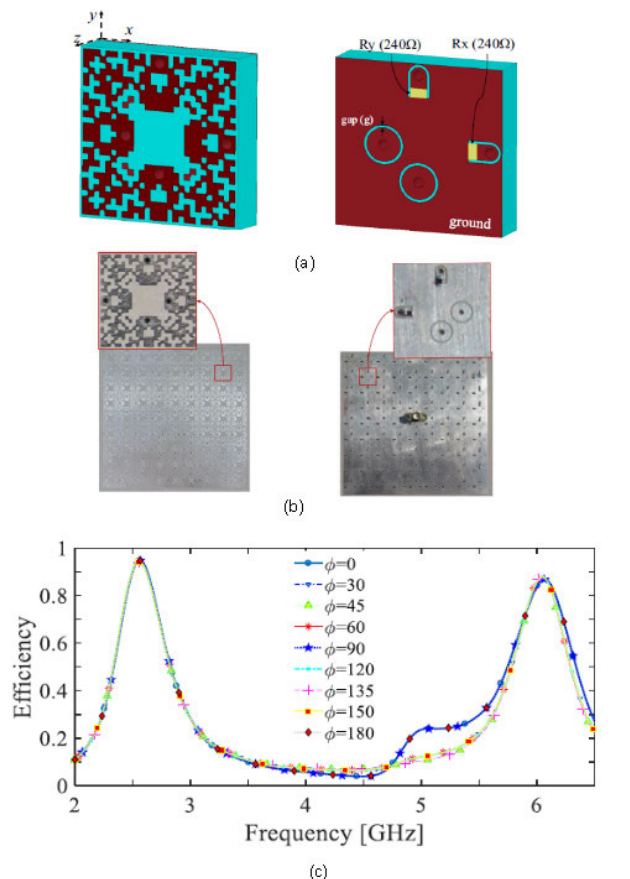 y
z
x
Ry (240Ω)
Rx (240Ω)
gap (g)
ground
(a)
(b)
1
0.8
0.6
0.4
0.2
0
Efficiency
ϕ=0
ϕ=30
ϕ=45
ϕ=60
ϕ=90
ϕ=120
ϕ=135
ϕ=150
ϕ=180
2
3
4
5
6
Frequency [GHz]
(c)